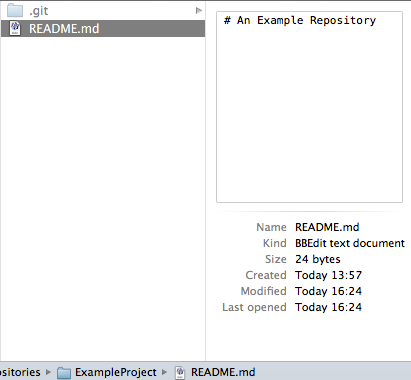 .git
README.md
# An Example Repository
Name README.md
Kind BBEdit text document
Size 24 bytes
Created Today 13:57
Modified Today 16:24
Last opened Today 16:24
ositories ExampleProject README.md